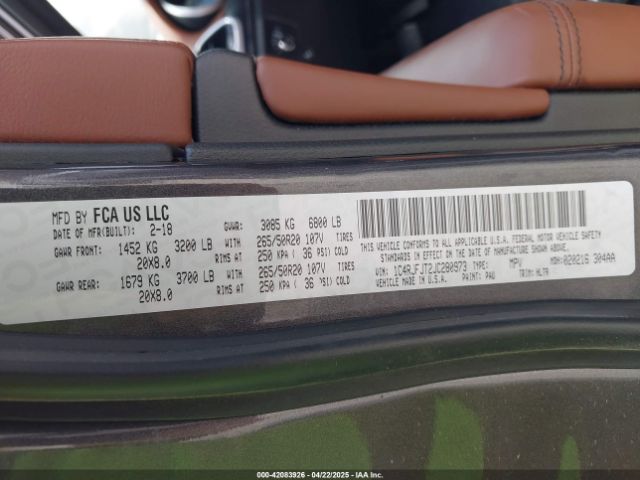 MFD BY FCA US LLC
DATE OF MFR(BUILT): 2-18 GVWR: 3085 KG 6800 LB
GAWR FRONT: 1452 KG 3200 LB WITH 265/50R20 107V TIRES
20X8.0 RIMS AT 250 KPA ( 36 PSI) COLD
GAWR REAR: 1679 KG 3700 LB WITH 265/50R20 107V TIRES
20X8.0 RIMS AT 250 KPA ( 36 PSI) COLD
THIS VEHICLE CONFORMS TO ALL APPLICABLE U.S.A. FEDERAL MOTOR VEHICLE SAFETY,
STANDARDS IN EFFECT ON THE DATE OF MANUFACTURE SHOWN ABOVE.
VIN: 1C4RJFJT2JC280973 TYPE: MPV MDH: 020216 304AA
VEHICLE MADE IN U.S.A. PAINT: PAU TRIM: HLTR
000-42083926 - 04/22/2025 - IAAI.COM